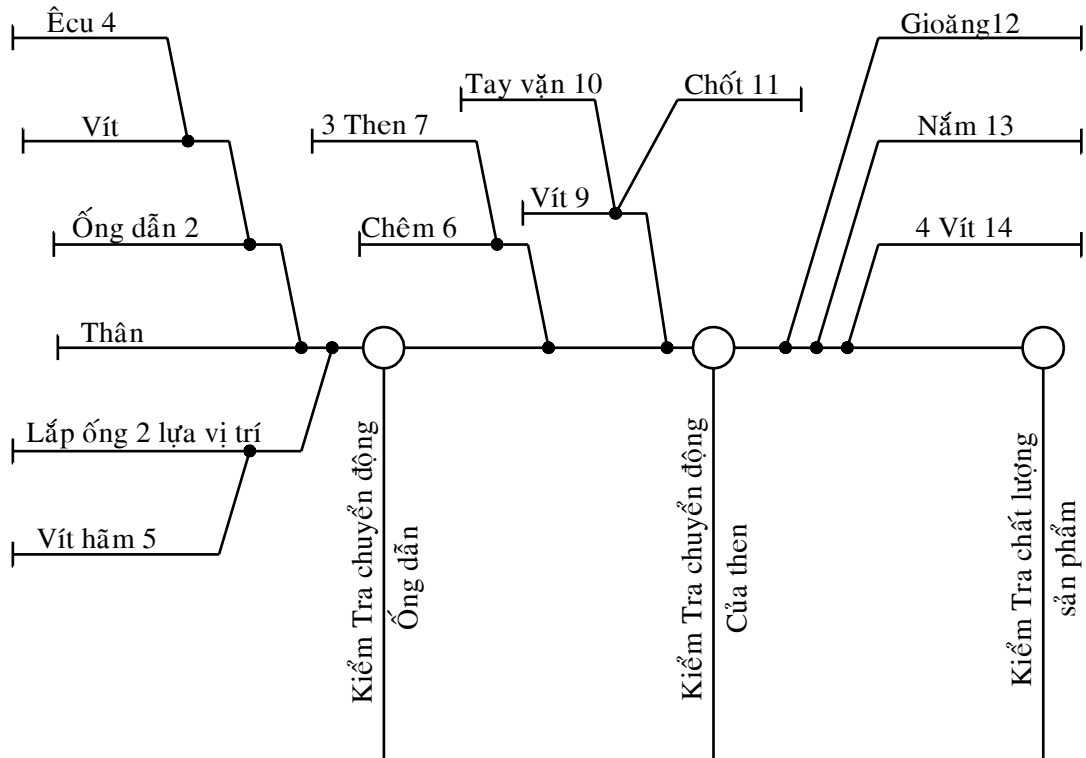 Êcu 4
Gioăng12
Tay vặn 10
Chốt 11
Vít
3 Then 7
Nắm 13
Vít 9
Ống dẫn 2
Chêm 6
4 Vít 14
Thân
Lắp ống 2 lựa vị trí
Vít hãm 5
Kiểm Tra chuyển động
Ống dẫn
Kiểm Tra chuyển động
Của then
Kiểm Tra chất lượng
sản phẩm